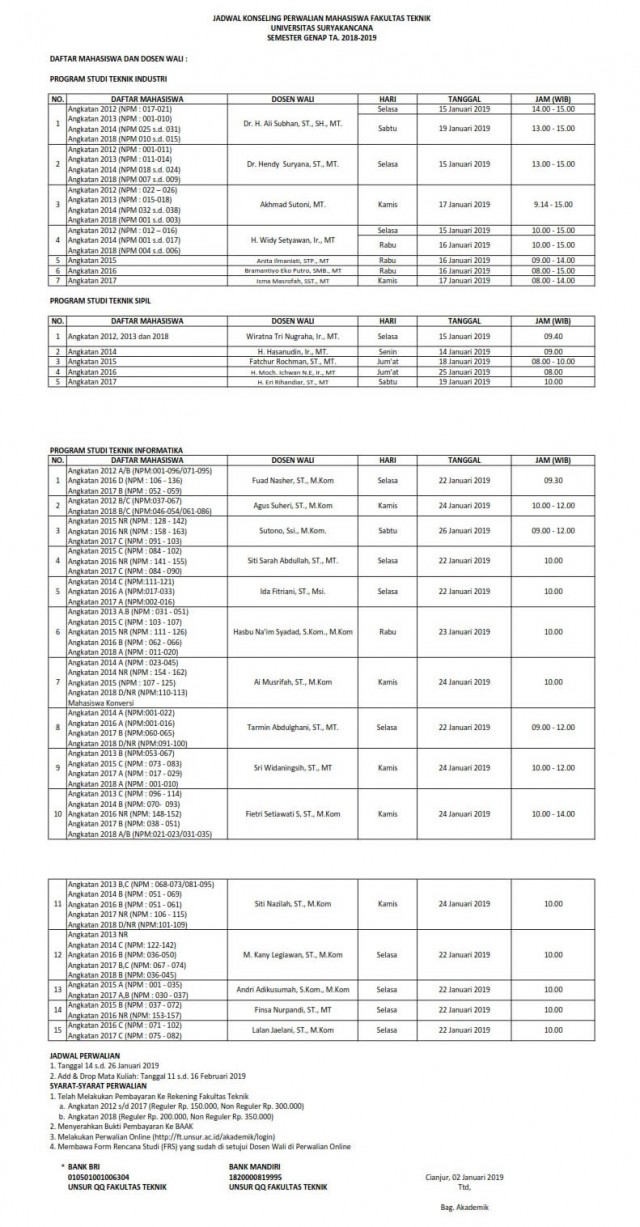 JADWAL KONSELING PERWALIAN MAHASISWA FAKULTAS TEKNIK
UNIVERSITAS SURYAKANCANA
SEMESTER GENAP TA. 2018-2019
DAFTAR MAHASISWA DAN DOSEN WALI :
PROGRAM STUDI TEKNIK INDUSTRI
NO. DAFTAR MAHASISWA DOSEN WALI HARI TANGGAL JAM (WIB)
1 Angkatan 2012 (NPM : 017-021) Dr. H. Ali Subhan, ST., SH., MT. Selasa 15 Januari 2019 14.00 - 15.00
Angkatan 2013 (NPM : 001-010) Sabtu 19 Januari 2019 13.00 - 15.00
Angkatan 2014 (NPM 025 s.d. 031)
Angkatan 2018 (NPM 010 s.d. 015)
2 Angkatan 2012 (NPM : 001-011) Dr. Hendy Suryana, ST., MT. Selasa 15 Januari 2019 13.00 - 15.00
Angkatan 2013 (NPM : 011-014)
Angkatan 2014 (NPM 018 s.d. 024)
Angkatan 2018 (NPM 007 s.d. 009)
3 Angkatan 2012 (NPM : 022 – 026) Akhmad Sutoni, MT. Kamis 17 Januari 2019 9.14 - 15.00
Angkatan 2013 (NPM : 015-018)
Angkatan 2014 (NPM 032 s.d. 038)
Angkatan 2018 (NPM 001 s.d. 003)
4 Angkatan 2012 (NPM : 012 – 016) H. Widy Setyawan, Ir., MT Selasa 15 Januari 2019 10.00 - 15.00
Angkatan 2014 (NPM 001 s.d. 017) Rabu 16 Januari 2019 10.00 - 15.00
Angkatan 2018 (NPM 004 s.d. 006)
5 Angkatan 2015 Anita Ilmaniati, STP., MT Rabu 16 Januari 2019 09.00 - 14.00
6 Angkatan 2016 Bramantiyo Eko Putro, SMB., MT Rabu 16 Januari 2019 08.00 - 15.00
7 Angkatan 2017 Isma Masrofah, SST., MT Kamis 17 Januari 2019 08.00 - 14.00
PROGRAM STUDI TEKNIK SIPIL
NO. DAFTAR MAHASISWA DOSEN WALI HARI TANGGAL JAM (WIB)
1 Angkatan 2012, 2013 dan 2018 Wiratna Tri Nugraha, Ir., MT. Selasa 15 Januari 2019 09.40
2 Angkatan 2014 H. Hasanudin, Ir., MT. Senin 14 Januari 2019 09.00
3 Angkatan 2015 Fatchur Rochman, ST., MT. Jum'at 18 Januari 2019 08.00 - 10.00
4 Angkatan 2016 H. Moch. Ichwan N.E, Ir., MT Jum'at 25 Januari 2019 08.00
5 Angkatan 2017 H. Eri Rihandiar, ST., MT Sabtu 19 Januari 2019 10.00
PROGRAM STUDI TEKNIK INFORMATIKA
NO. DAFTAR MAHASISWA DOSEN WALI HARI TANGGAL JAM (WIB)
1 Angkatan 2012 A/B (NPM:001-096/071-095) Fuad Nasher, ST., M.Kom Selasa 22 Januari 2019 09.30
Angkatan 2016 D (NPM : 106 - 136)
Angkatan 2017 B (NPM : 052 - 059)
2 Angkatan 2012 B/C (NPM:037-067) Agus Suheri, ST., M.Kom Kamis 24 Januari 2019 10.00 - 12.00
Angkatan 2018 B/C (NPM:046-054/061-086)
3 Angkatan 2015 NR (NPM : 128 - 142) Sutono, Ssi., M.Kom. Sabtu 26 Januari 2019 09.00 - 12.00
Angkatan 2016 NR (NPM : 158 - 163)
Angkatan 2017 C (NPM : 091 - 103)
4 Angkatan 2015 C (NPM : 084 - 102) Siti Sarah Abdullah, ST., MT. Selasa 22 Januari 2019 10.00
Angkatan 2016 NR (NPM : 141 - 155)
Angkatan 2017 C (NPM : 084 - 090)
5 Angkatan 2014 C (NPM:111-121) Ida Fitriani, ST., Msi. Selasa 22 Januari 2019 10.00
Angkatan 2016 A (NPM:017-033)
Angkatan 2017 A (NPM:002-016)
6 Angkatan 2013 A.B (NPM : 031 - 051) Hasbu Na'im Syadad, S.Kom., M.Kom Rabu 23 Januari 2019 10.00
Angkatan 2015 C (NPM : 103 - 107)
Angkatan 2015 NR (NPM : 111 - 126)
Angkatan 2016 B (NPM : 062 - 066)
Angkatan 2018 A (NPM : 011-020)
7 Angkatan 2014 A (NPM : 023-045) Ai Musrifah, ST., M.Kom Kamis 24 Januari 2019 10.00
Angkatan 2014 NR (NPM : 154 - 162)
Angkatan 2015 (NPM : 107 - 125)
Angkatan 2018 D/NR (NPM:110-113)
Mahasiswa Konversi
8 Angkatan 2014 A (NPM:001-022) Tarmin Abdulghani, ST., MT. Selasa 22 Januari 2019 09.00 - 12.00
Angkatan 2016 A (NPM:001-016)
Angkatan 2017 B (NPM:060-065)
Angkatan 2018 D/NR (NPM:091-100)
9 Angkatan 2013 B (NPM:053-067) Sri Widaningsih, ST., MT Kamis 24 Januari 2019 10.00 - 12.00
Angkatan 2015 C (NPM : 073 - 083)
Angkatan 2017 A (NPM : 017 - 029)
Angkatan 2018 A (NPM : 001-010)
10 Angkatan 2013 C (NPM : 096 - 114) Fietri Setiawati S, ST., M.Kom Kamis 24 Januari 2019 10.00 - 14.00
Angkatan 2014 B (NPM: 070- 093)
Angkatan 2016 NR (NPM: 148-152)
Angkatan 2017 B (NPM: 038 - 051)
Angkatan 2018 A/B (NPM:021-023/031-035)
11 Angkatan 2013 B,C (NPM : 068-073/081-095) Siti Nazilah, ST., M.Kom Kamis 24 Januari 2019 10.00
Angkatan 2014 B (NPM : 051 - 069)
Angkatan 2016 B (NPM : 051 - 061)
Angkatan 2017 NR (NPM : 106 - 115)
Angkatan 2018 D/NR (NPM:101-109)
12 Angkatan 2013 NR M. Kany Legiawan, ST., M.Kom Selasa 22 Januari 2019 10.00
Angkatan 2014 C (NPM: 122-142)
Angkatan 2016 B (NPM: 036-050)
Angkatan 2017 B,C (NPM: 067 - 074)
Angkatan 2018 B (NPM: 036-045)
13 Angkatan 2015 A (NPM : 001 - 035) Andri Adikusumah, S.Kom., M.Kom Selasa 22 Januari 2019 10.00
Angkatan 2017 A,B (NPM : 030 - 037)
14 Angkatan 2015 B (NPM : 037 - 072) Finsa Nurpandi, ST., MT Selasa 22 Januari 2019 10.00
Angkatan 2016 NR (NPM: 153-157)
15 Angkatan 2016 C (NPM : 071 - 102) Lalan Jaelani, ST., M.Kom Selasa 22 Januari 2019 10.00
Angkatan 2017 C (NPM : 075 - 082)
JADWAL PERWALIAN
1. Tanggal 14 s.d. 26 Januari 2019
2. Add & Drop Mata Kuliah: Tanggal 11 s.d. 16 Februari 2019
SYARAT-SYARAT PERWALIAN
1. Telah Melakukan Pembayaran Ke Rekening Fakultas Teknik
a. Angkatan 2012 s/d 2017 (Reguler Rp. 150.000, Non Reguler Rp. 300.000)
b. Angkatan 2018 (Reguler Rp. 200.000, Non Reguler Rp. 350.000)
2. Menyerahkan Bukti Pembayaran Ke BAAK
3. Melakukan Perwalian Online (http://ft.unsur.ac.id/akademik/login)
4. Membawa Form Rencana Studi (FRS) yang sudah di setujui Dosen Wali di Perwalian Online
* BANK BRI BANK MANDIRI Cianjur, 02 Januari 2019
010501001006304 1820000819995 Ttd,
UNSUR QQ FAKULTAS TEKNIK UNSUR QQ FAKULTAS TEKNIK
Bag. Akademik